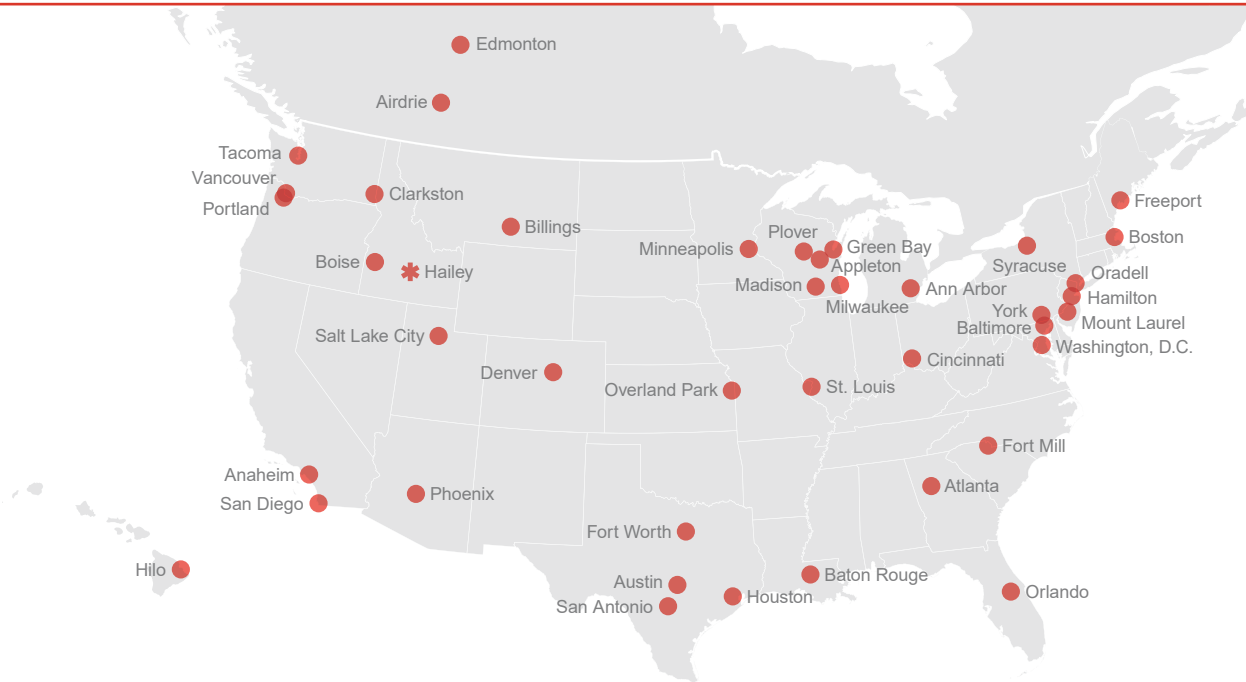 Edmonton
Airdrie
Tacoma
Vancouver
Clarkston
Portland
Freeport
Billings
Plover
Boston
Minneapolis
Green Bay
Boise
Hailey
Appleton
Syracuse
Oradell
Madison
Ann Arbor
Hamilton
Milwaukee
York
Mount Laurel
Baltimore
Salt Lake City
Washington, D.C.
Cincinnati
Denver
Overland Park
St. Louis
Fort Mill
Anaheim
Atlanta
Phoenix
San Diego
Fort Worth
Hilo
Baton Rouge
Austin
Orlando
Houston
San Antonio